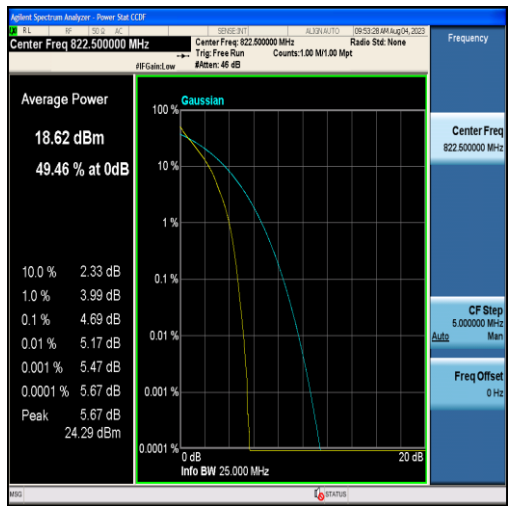 Agilent Spectrum Analyzer - Power Stat CCDF
RL RF 50 Ω AC SENSE:INT ALIGN AUTO 09:53:28 AM Aug 04, 2023
Center Freq 822.500000 MHz
Center Freq: 822.500000 MHz Radio Std: None
Trig: Free Run Counts:1.00 M/1.00 Mpt
#IFGain:Low #Atten: 46 dB
Frequency
Average Power
18.62 dBm
49.46 % at 0dB
10.0 % 2.33 dB
1.0 % 3.99 dB
0.1 % 4.69 dB
0.01 % 5.17 dB
0.001 % 5.47 dB
0.0001 % 5.67 dB
Peak 5.67 dB
24.29 dBm
Gaussian
100 %
10 %
1 %
0.1 %
0.01 %
0.001 %
0.0001 %
0 dB 20 dB
Info BW 25.000 MHz
Center Freq
822.500000 MHz
CF Step
5.000000 MHz
Auto Man
Freq Offset
0 Hz
MSG STATUS